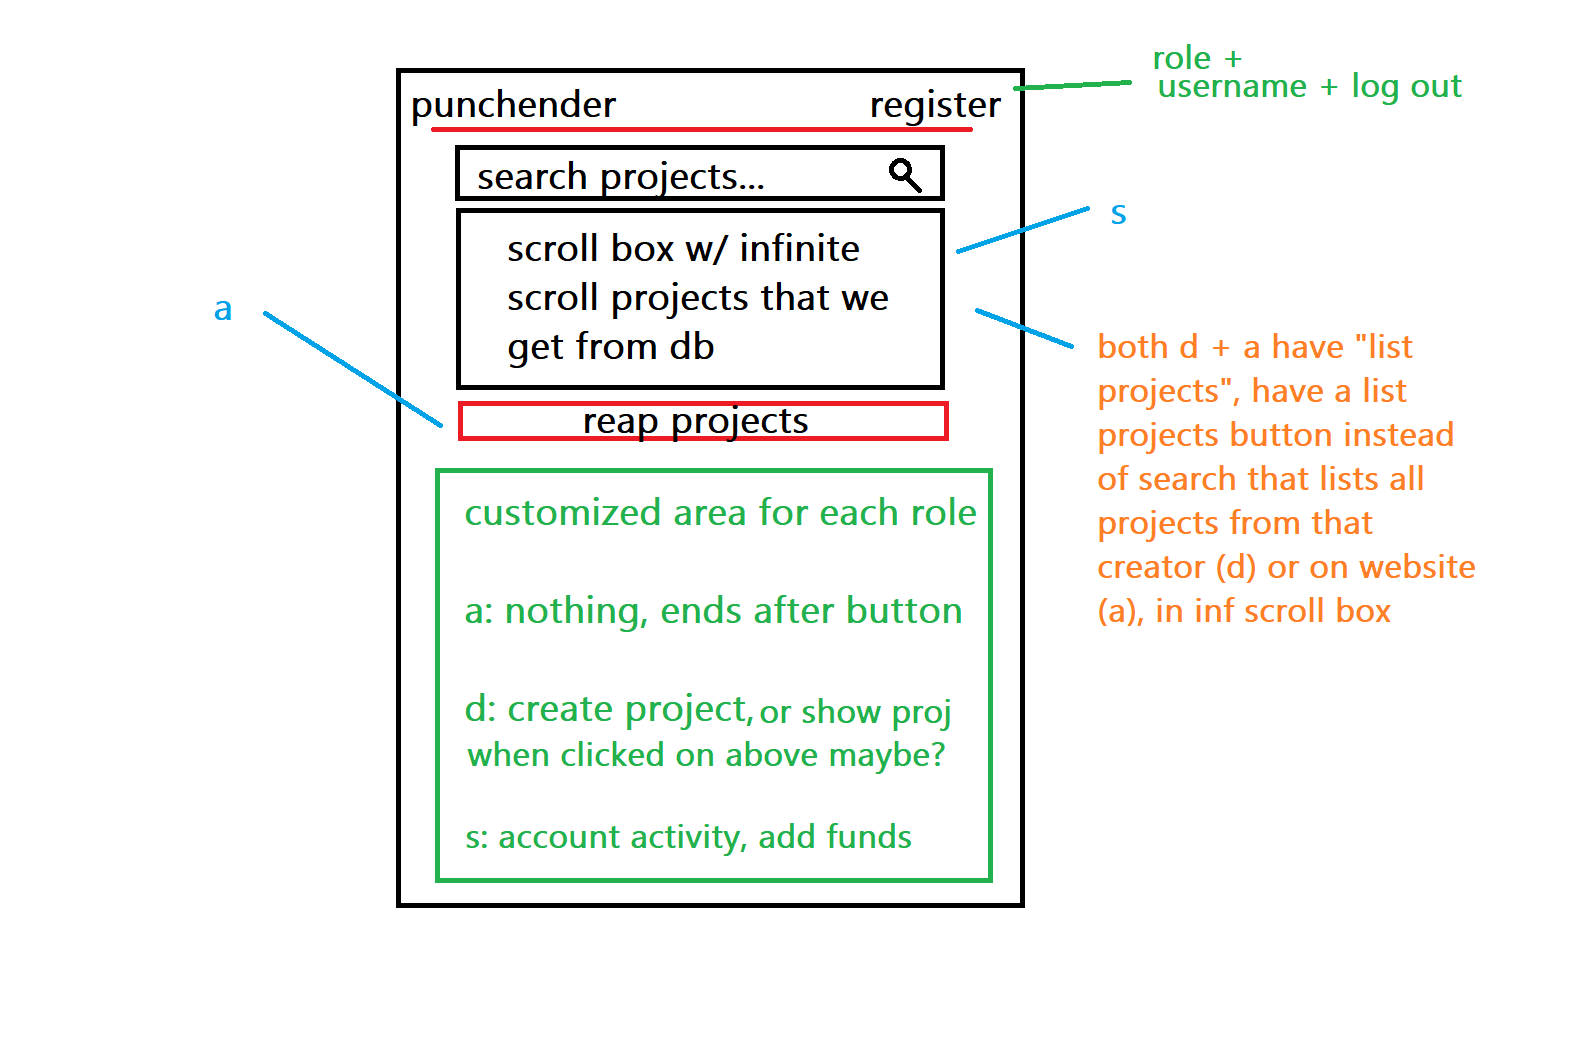 role +
username + log out
punchender register
search projects...
s
scroll box w/ infinite
scroll projects that we
get from db
a
both d + a have "list
projects", have a list
projects button instead
of search that lists all
projects from that
creator (d) or on website
(a), in inf scroll box
reap projects
customized area for each role
a: nothing, ends after button
d: create project, or show proj
when clicked on above maybe?
s: account activity, add funds